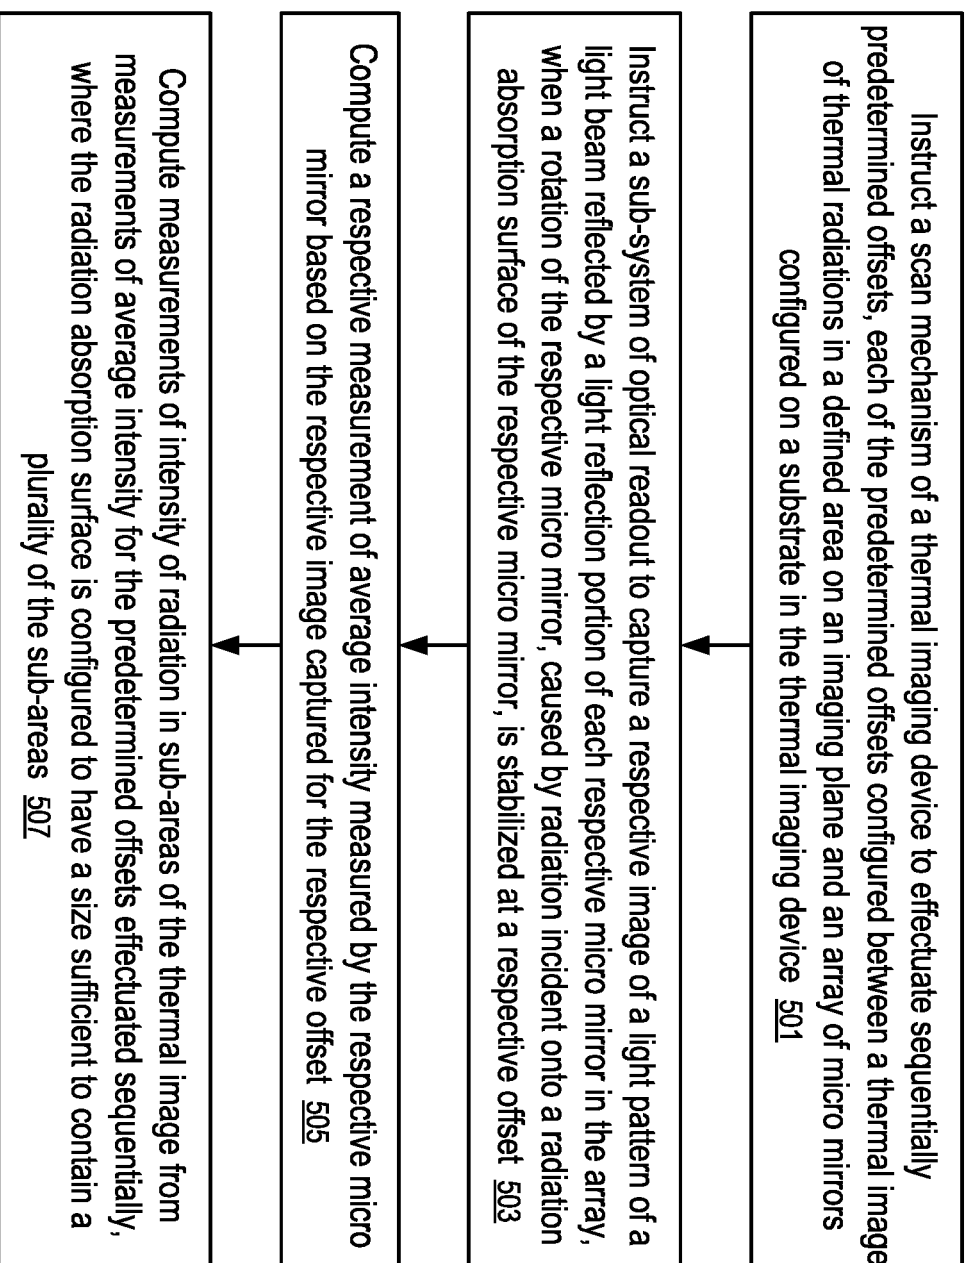 Instruct a scan mechanism of a thermal imaging device to effectuate sequentially
predetermined offsets, each of the predetermined offsets configured between a thermal image
of thermal radiations in a defined area on an imaging plane and an array of micro mirrors
configured on a substrate in the thermal imaging device 501
Instruct a sub-system of optical readout to capture a respective image of a light pattern of a
light beam reflected by a light reflection portion of each respective micro mirror in the array,
when a rotation of the respective micro mirror, caused by radiation incident onto a radiation
absorption surface of the respective micro mirror, is stabilized at a respective offset 503
Compute a respective measurement of average intensity measured by the respective micro
mirror based on the respective image captured for the respective offset 505
Compute measurements of intensity of radiation in sub-areas of the thermal image from
measurements of average intensity for the predetermined offsets effectuated sequentially,
where the radiation absorption surface is configured to have a size sufficient to contain a
plurality of the sub-areas 507